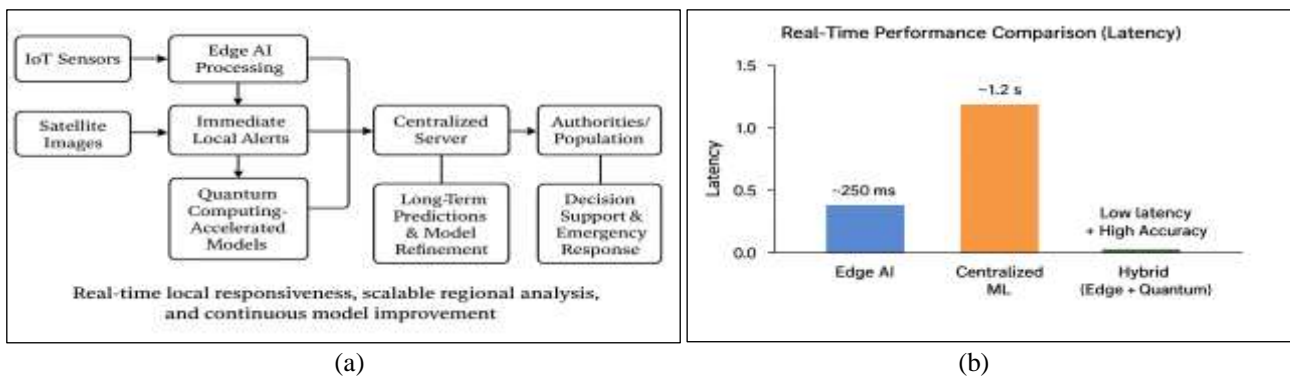 IoT Sensors
Edge AI
Processing
Satellite
Images
Immediate
Local Alerts
Centralized
Server
Authorities/
Population
Quantum
Computing-
Accelerated
Models
Long-Term
Predictions
& Model
Refinement
Decision
Support &
Emergency
Response
Real-time local responsiveness, scalable regional analysis,
and continuous model improvement
(a)
Real-Time Performance Comparison (Latency)
Latency
1.5
1.0
0.5
0.0
~250 ms
~1.2 s
Low latency
+ High Accuracy
Edge AI
Centralized
ML
Hybrid
(Edge + Quantum)
(b)